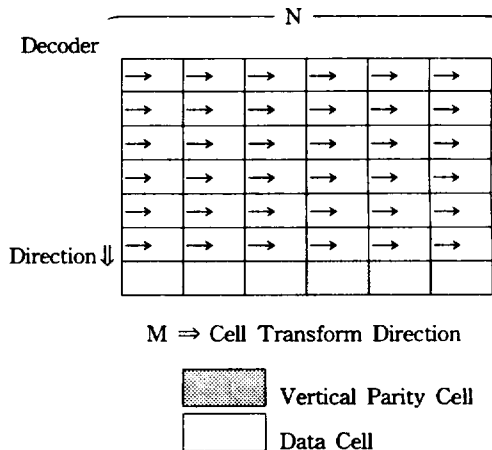 N
Decoder
Direction ⇓
M ⇒ Cell Transform Direction
Vertical Parity Cell
Data Cell